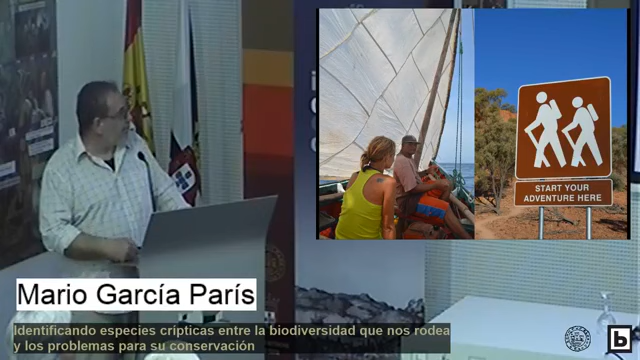 START YOUR
ADVENTURE HERE
Mario García París
Identificando especies crípticas entre la biodiversidad que nos rodea
y los problemas para su conservación
b